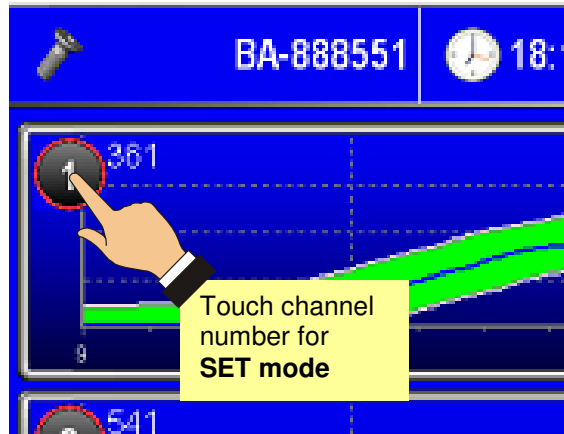 BA-888551 18:
1 361
9
Touch channel
number for
SET mode
541